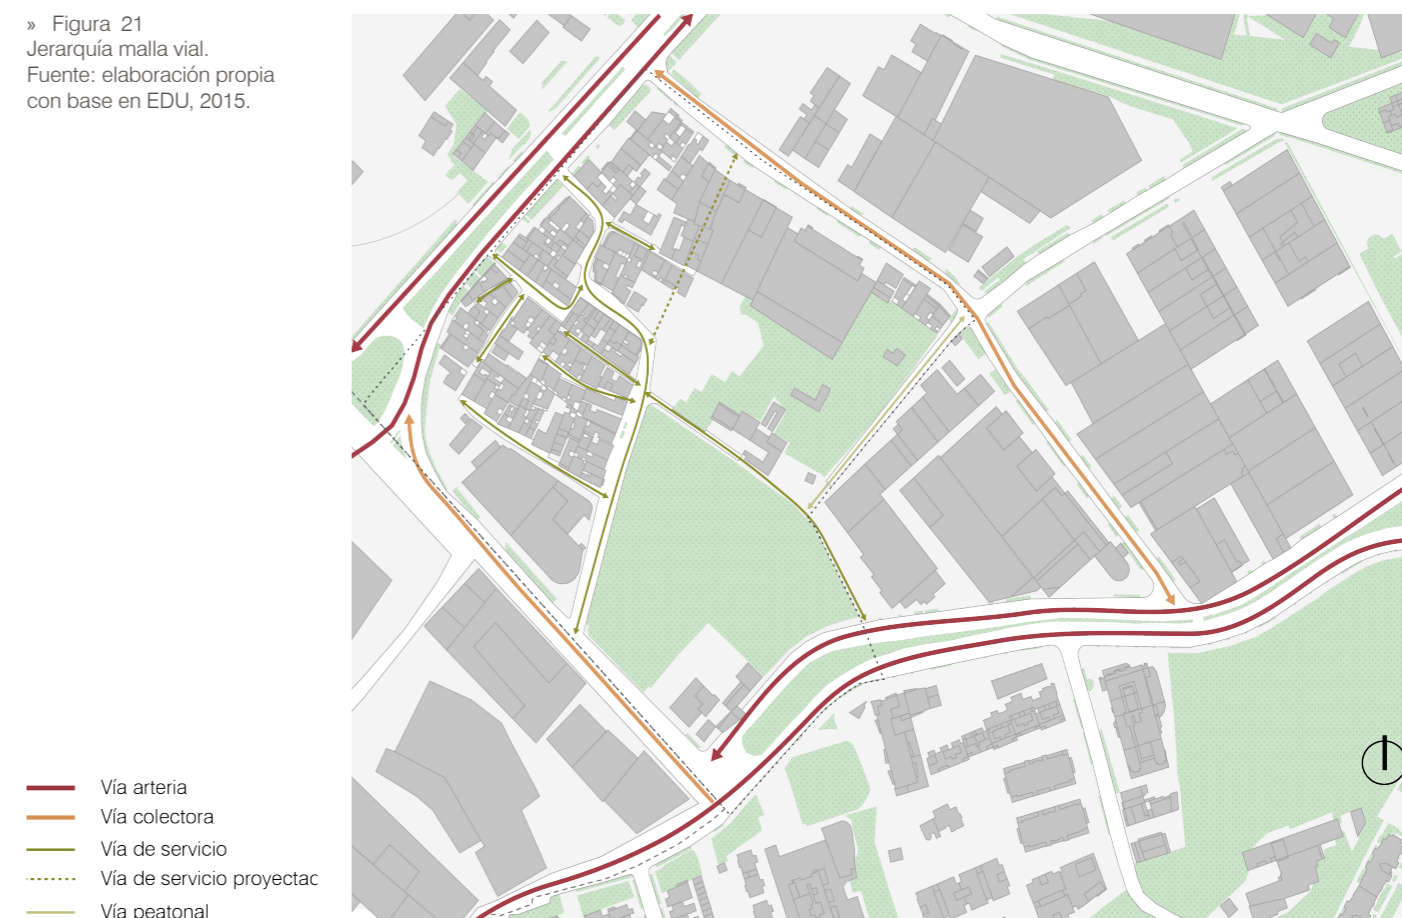 » Figura 21
Jerarquía malla vial.
Fuente: elaboración propia
con base en EDU, 2015.
Vía arteria
Vía colectora
Vía de servicio
Vía de servicio proyectac
Vía peatonal